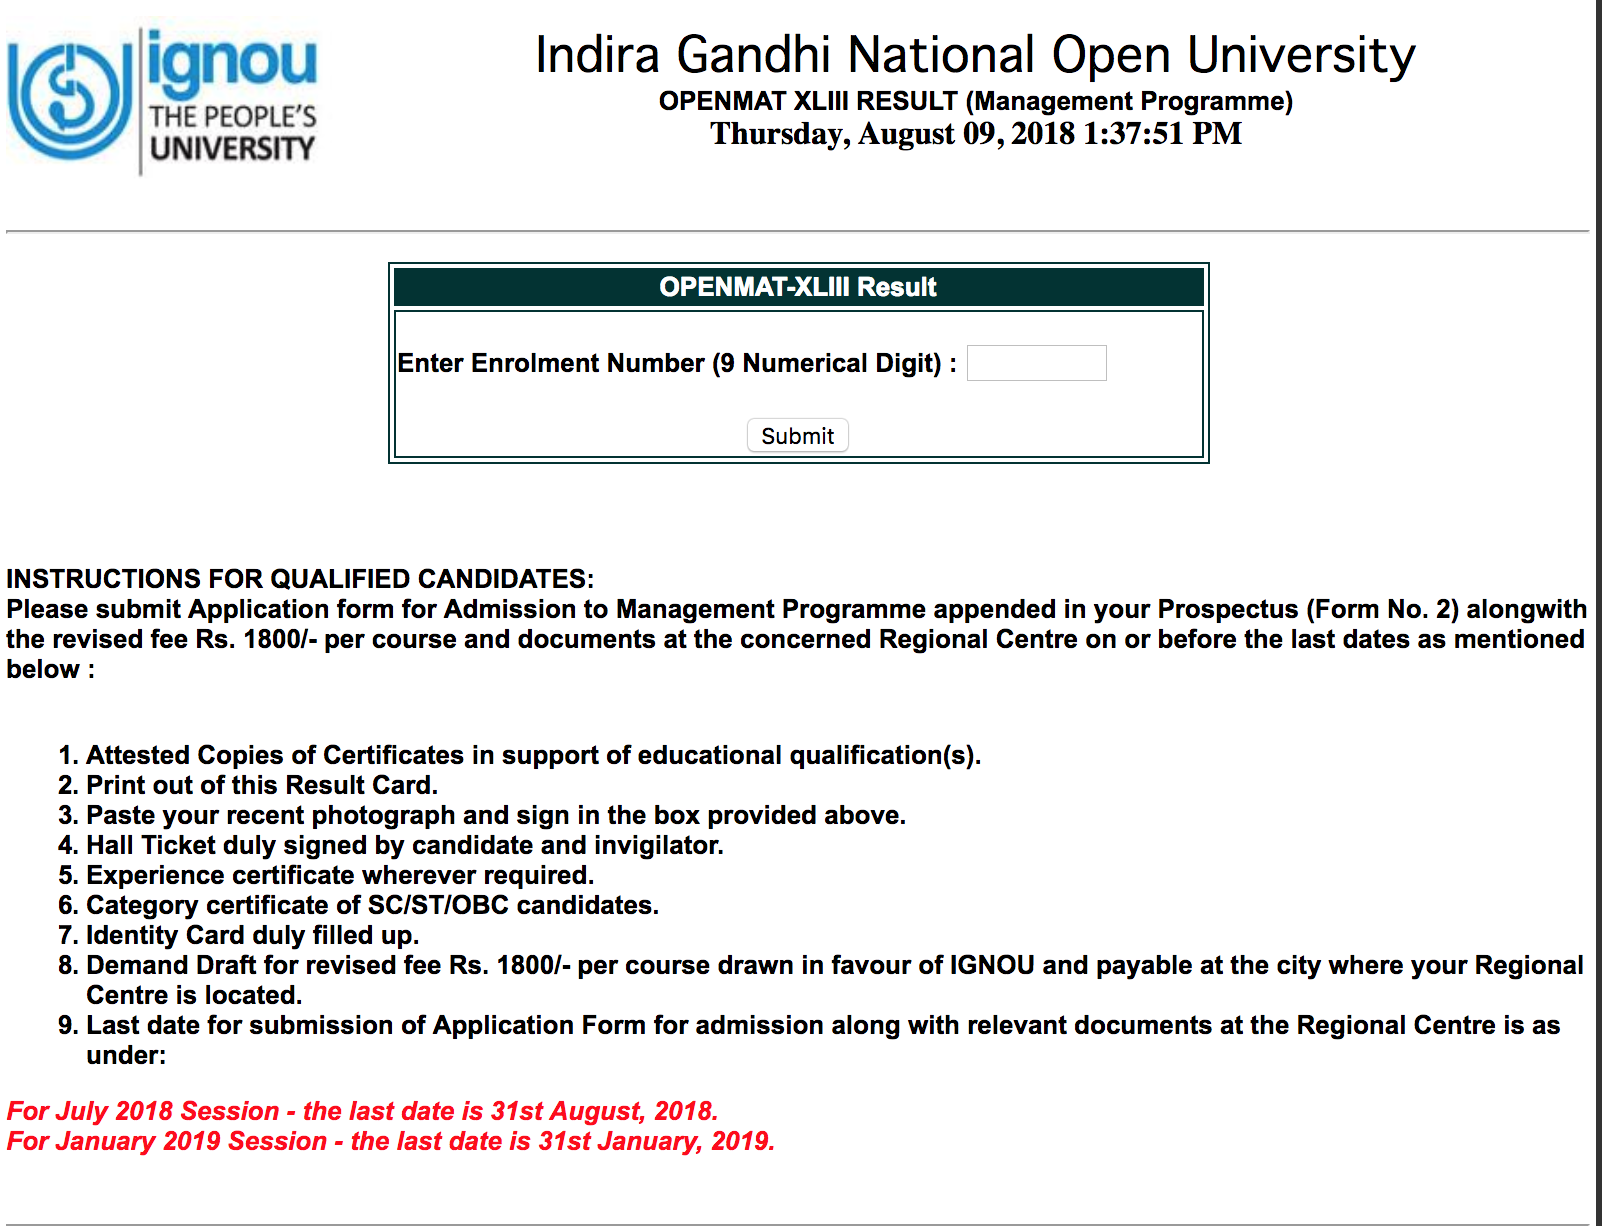 ignou
THE PEOPLE'S
UNIVERSITY
Indira Gandhi National Open University
OPENMAT XLIII RESULT (Management Programme)
Thursday, August 09, 2018 1:37:51 PM
OPENMAT-XLIII Result
Enter Enrolment Number (9 Numerical Digit) :
Submit
INSTRUCTIONS FOR QUALIFIED CANDIDATES:
Please submit Application form for Admission to Management Programme appended in your Prospectus (Form No. 2) alongwith
the revised fee Rs. 1800/- per course and documents at the concerned Regional Centre on or before the last dates as mentioned
below :
1. Attested Copies of Certificates in support of educational qualification(s).
2. Print out of this Result Card.
3. Paste your recent photograph and sign in the box provided above.
4. Hall Ticket duly signed by candidate and invigilator.
5. Experience certificate wherever required.
6. Category certificate of SC/ST/OBC candidates.
7. Identity Card duly filled up.
8. Demand Draft for revised fee Rs. 1800/- per course drawn in favour of IGNOU and payable at the city where your Regional
Centre is located.
9. Last date for submission of Application Form for admission along with relevant documents at the Regional Centre is as
under:
For July 2018 Session - the last date is 31st August, 2018.
For January 2019 Session - the last date is 31st January, 2019.